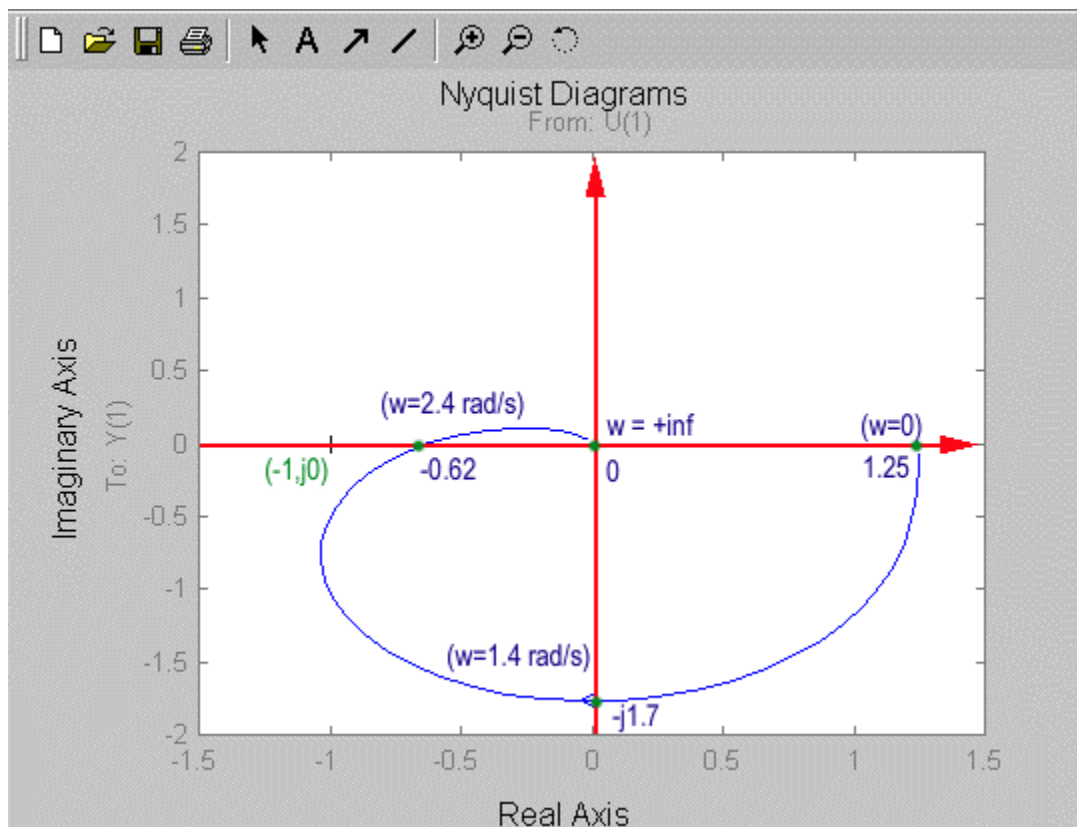 A
Nyquist Diagrams
From: U(1)
Imaginary Axis
To: Y(1)
2
1.5
1
0.5
0
-0.5
-1
-1.5
-2
(w=2.4 rad/s)
w = +inf
(w=0)
(-1,j0)
-0.62
0
1.25
(w=1.4 rad/s)
-j1.7
-1.5
-1
-0.5
0
0.5
1
1.5
Real Axis